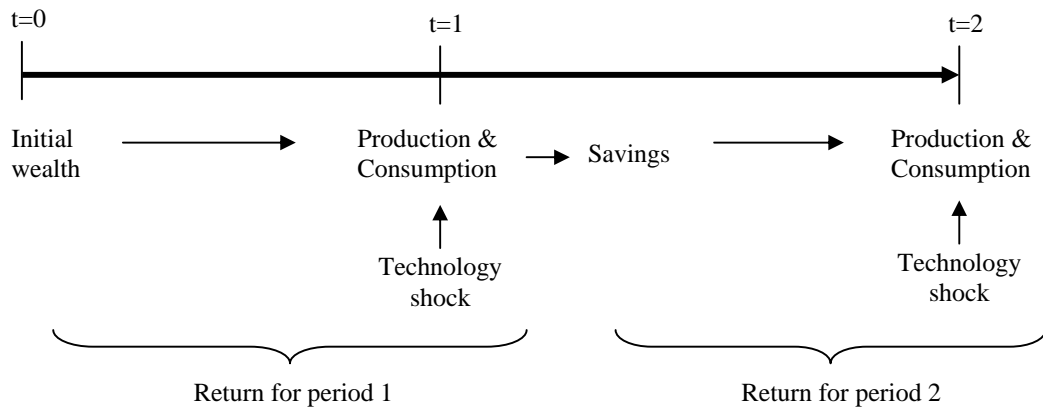 t=0
t=1
t=2
Initial
wealth
Production &
Consumption
Savings
Production &
Consumption
Technology
shock
Technology
shock
Return for period 1
Return for period 2